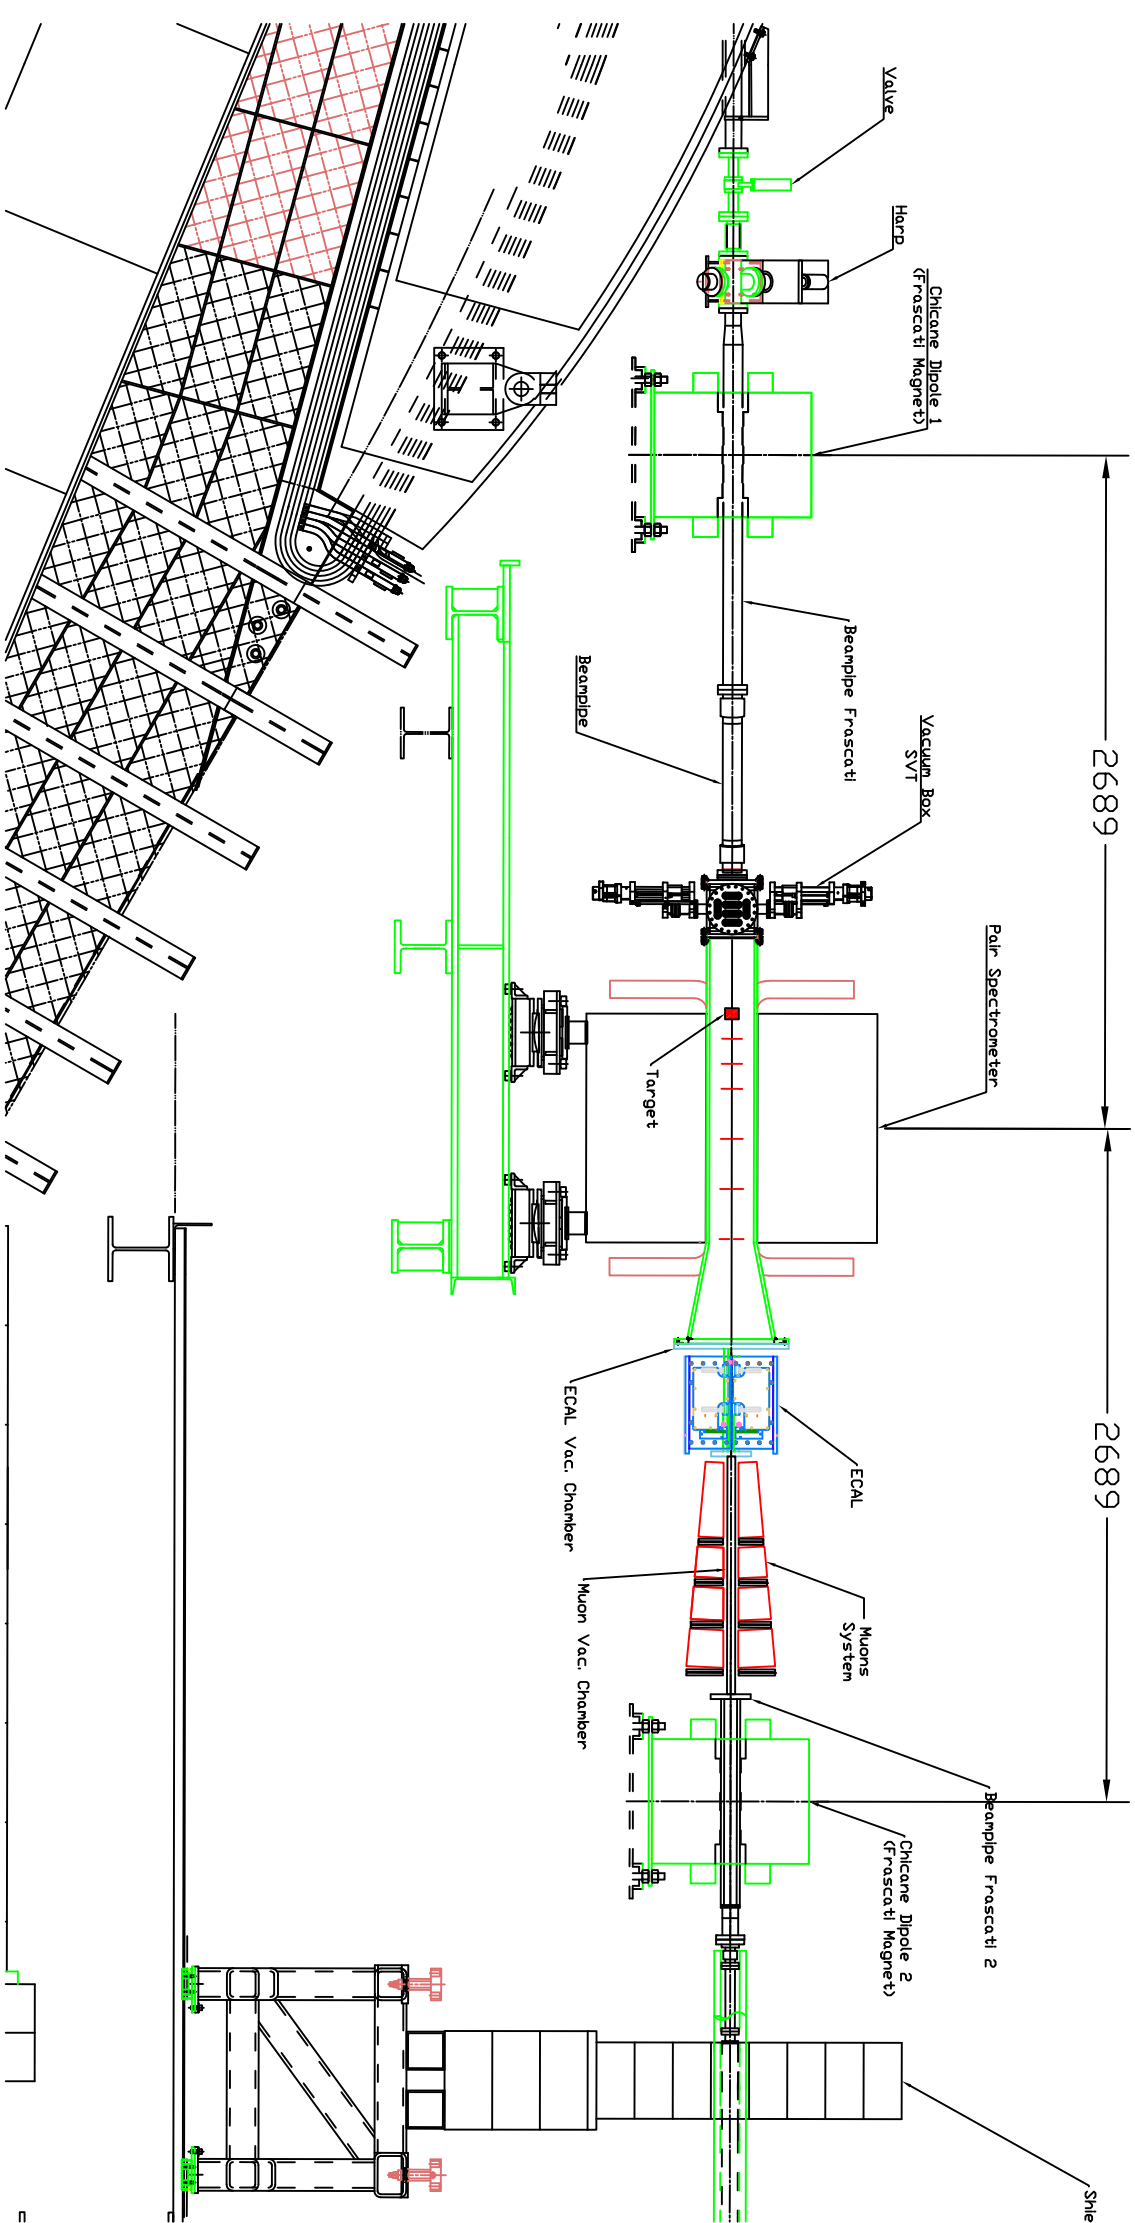 Valve
Harp
Chicane Dipole 1
(Frascati Magnet)
2689
Beampipe Frascati
Beampipe
Vacuum Box
SVT
Pair Spectrometer
Target
2689
ECAL Vac. Chamber
ECAL
Muon Vac. Chamber
Muons
System
Beampipe Frascati 2
Chicane Dipole 2
(Frascati Magnet)
Shie